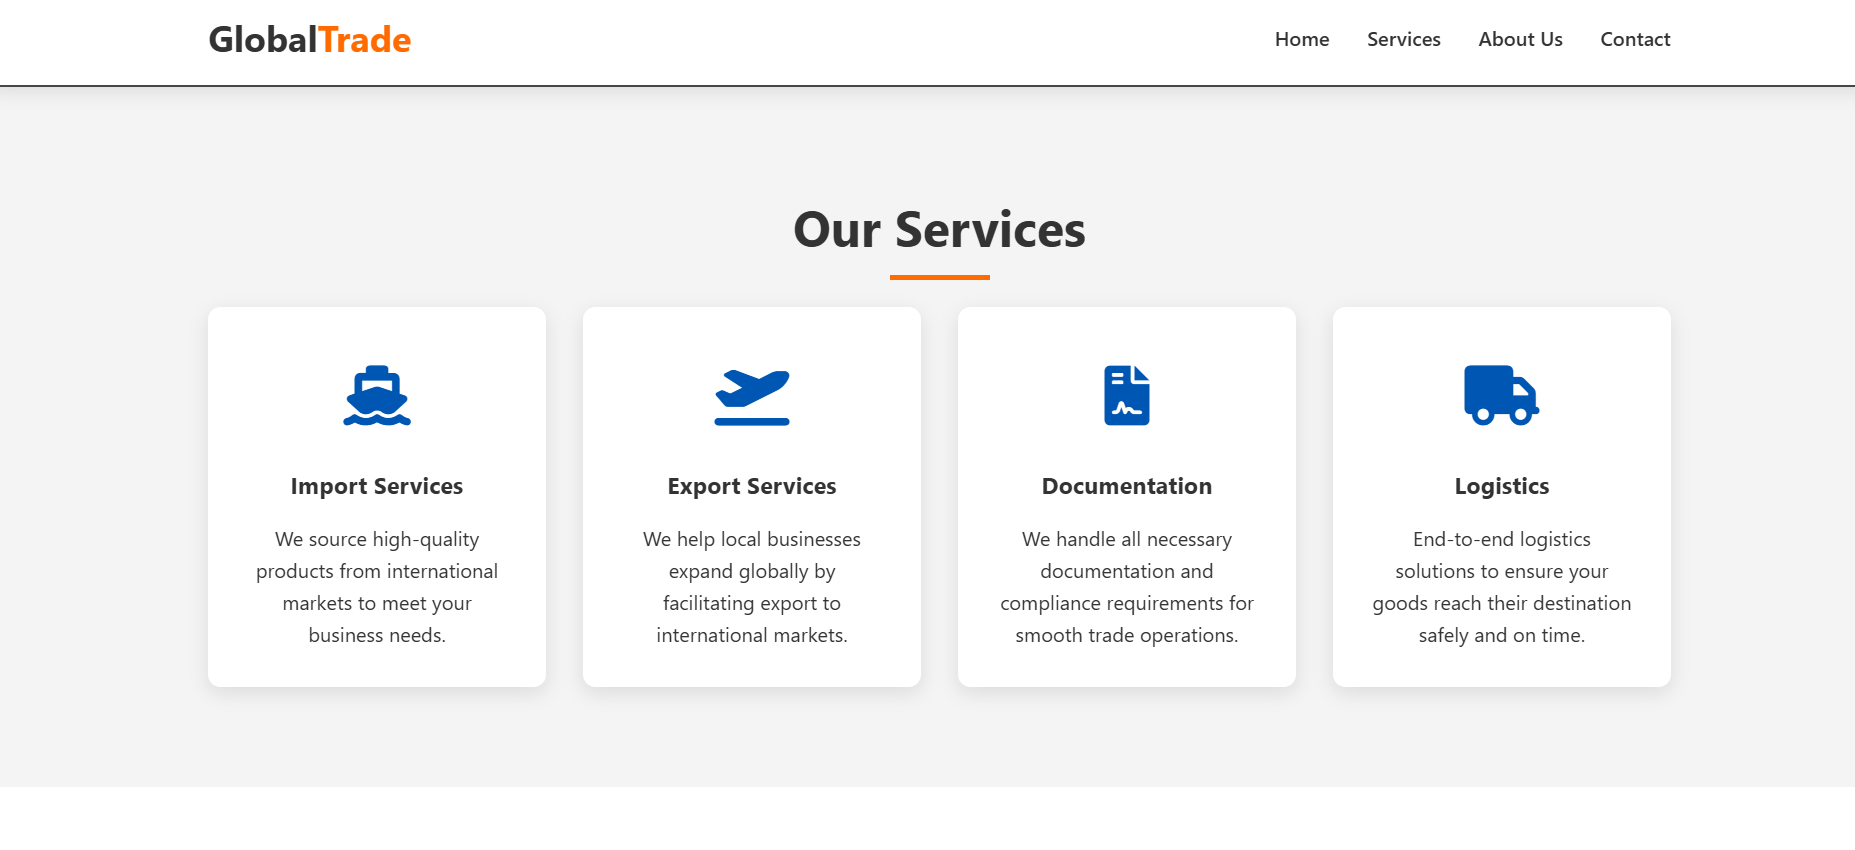 GlobalTrade
Home
Services
About Us
Contact
Our Services
Import Services
We source high-quality
products from international
markets to meet your
business needs.
Export Services
We help local businesses
expand globally by
facilitating export to
international markets.
Documentation
We handle all necessary
documentation and
compliance requirements for
smooth trade operations.
Logistics
End-to-end logistics
solutions to ensure your
goods reach their destination
safely and on time.